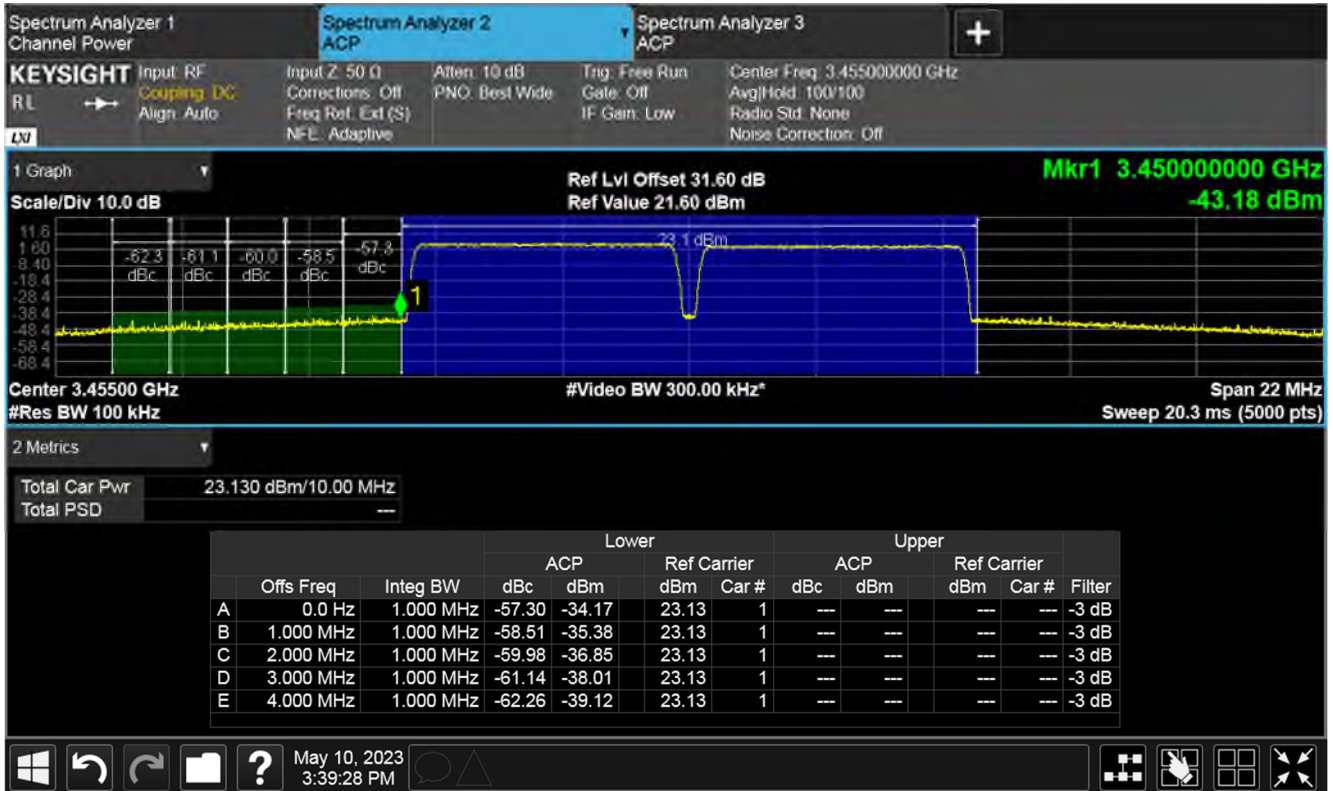 Spectrum Analyzer 1
Channel Power
Spectrum Analyzer 2
ACP
Spectrum Analyzer 3
ACP
+
KEYSIGHT
R L
LXI
Input: RF
Coupling: DC
Align: Auto
Input Z: 50 Ω
Corrections: Off
Freq Ref: Ext (S)
NFE: Adaptive
Atten: 10 dB
PNO: Best Wide
Trig: Free Run
Gate: Off
IF Gain: Low
Center Freq: 3.455000000 GHz
Avg|Hold: 100/100
Radio Std: None
Noise Correction: Off
1 Graph
Scale/Div 10.0 dB
Ref Lvl Offset 31.60 dB
Ref Value 21.60 dBm
Mkr1 3.450000000 GHz
-43.18 dBm
11.6
1.60
-8.40
-18.4
-28.4
-38.4
-48.4
-58.4
-68.4
-62.3 dBc
-61.1 dBc
-60.0 dBc
-58.5 dBc
-57.3 dBc
1
23.1 dBm
Center 3.45500 GHz
#Res BW 100 kHz
#Video BW 300.00 kHz*
Span 22 MHz
Sweep 20.3 ms (5000 pts)
2 Metrics
Total Car Pwr 23.130 dBm/10.00 MHz
Total PSD ---
Lower Upper
ACP Ref Carrier ACP Ref Carrier
Offs Freq Integ BW dBc dBm dBm Car # dBc dBm dBm Car # Filter
A 0.0 Hz 1.000 MHz -57.30 -34.17 23.13 1 --- --- --- --- -3 dB
B 1.000 MHz 1.000 MHz -58.51 -35.38 23.13 1 --- --- --- --- -3 dB
C 2.000 MHz 1.000 MHz -59.98 -36.85 23.13 1 --- --- --- --- -3 dB
D 3.000 MHz 1.000 MHz -61.14 -38.01 23.13 1 --- --- --- --- -3 dB
E 4.000 MHz 1.000 MHz -62.26 -39.12 23.13 1 --- --- --- --- -3 dB
?
May 10, 2023
3:39:28 PM